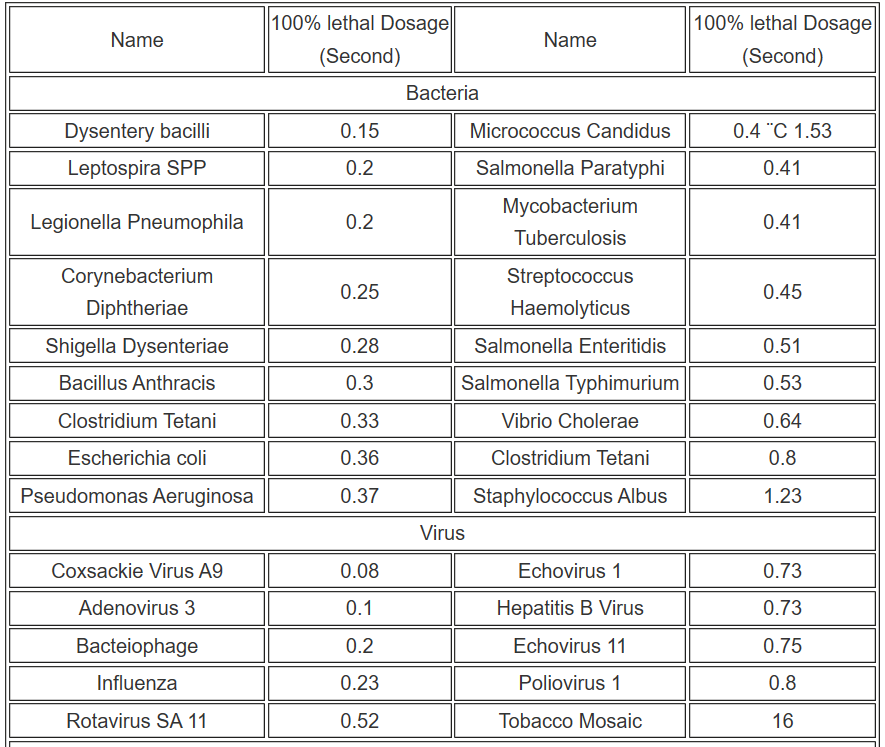 Name 100% lethal Dosage (Second) Name 100% lethal Dosage (Second)
Bacteria
Dysentery bacilli 0.15 Micrococcus Candidus 0.4 ¨C 1.53
Leptospira SPP 0.2 Salmonella Paratyphi 0.41
Legionella Pneumophila 0.2 Mycobacterium Tuberculosis 0.41
Corynebacterium Diphtheriae 0.25 Streptococcus Haemolyticus 0.45
Shigella Dysenteriae 0.28 Salmonella Enteritidis 0.51
Bacillus Anthracis 0.3 Salmonella Typhimurium 0.53
Clostridium Tetani 0.33 Vibrio Cholerae 0.64
Escherichia coli 0.36 Clostridium Tetani 0.8
Pseudomonas Aeruginosa 0.37 Staphylococcus Albus 1.23
Virus
Coxsackie Virus A9 0.08 Echovirus 1 0.73
Adenovirus 3 0.1 Hepatitis B Virus 0.73
Bacteiophage 0.2 Echovirus 11 0.75
Influenza 0.23 Poliovirus 1 0.8
Rotavirus SA 11 0.52 Tobacco Mosaic 16